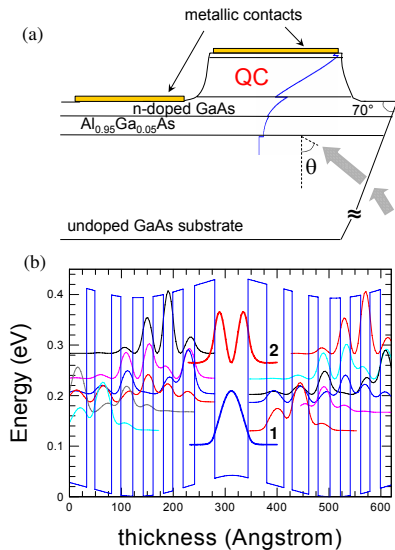 (a)
metallic contacts
QC
n-doped GaAs
70°
Al0.95Ga0.05As
θ
≈
undoped GaAs substrate
(b)
0.4
0.3
0.2
0.1
0
Energy (eV)
2
1
0 100 200 300 400 500 600
thickness (Angstrom)